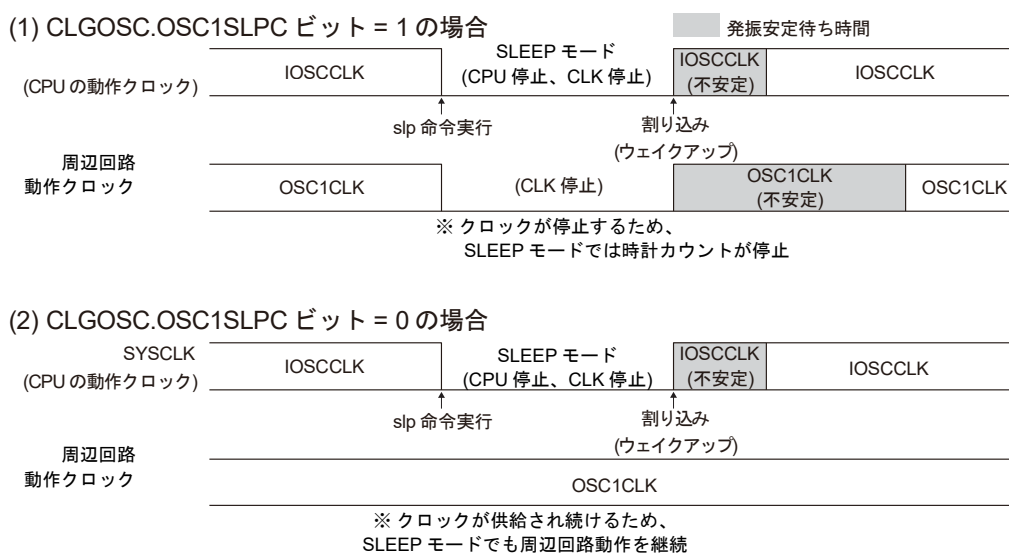 (1) CLGOSC.OSC1SLPC ビット = 1 の場合
発振安定待ち時間
(CPU の動作クロック)
IOSCCLK
SLEEP モード
(CPU 停止、CLK 停止)
IOSCCLK
(不安定)
IOSCCLK
slp 命令実行
割り込み
(ウェイクアップ)
周辺回路
動作クロック
OSC1CLK
(CLK 停止)
OSC1CLK
(不安定)
OSC1CLK
※ クロックが停止するため、
SLEEP モードでは時計カウントが停止
(2) CLGOSC.OSC1SLPC ビット = 0 の場合
SYSCLK
(CPU の動作クロック)
IOSCCLK
SLEEP モード
(CPU 停止、CLK 停止)
IOSCCLK
(不安定)
IOSCCLK
slp 命令実行
割り込み
(ウェイクアップ)
周辺回路
動作クロック
OSC1CLK
※ クロックが供給され続けるため、
SLEEP モードでも周辺回路動作を継続